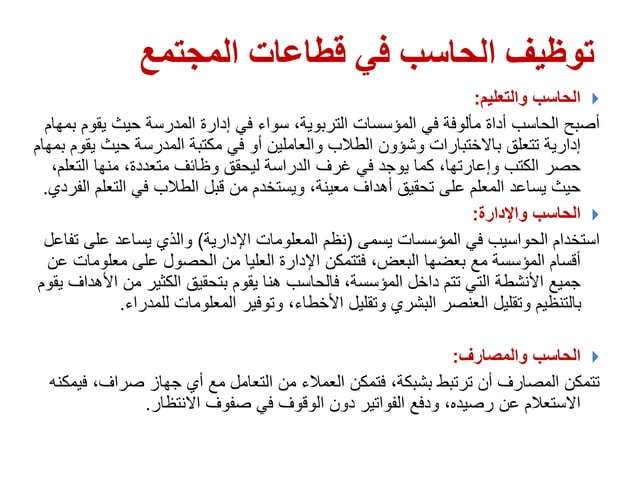 توظيف الحاسب في قطاعات المجتمع
الحاسب والتعليم:
أصبح الحاسب أداة مألوفة في المؤسسات التربوية، سواء في إدارة المدرسة حيث يقوم بمهام
إدارية تتعلق بالاختبارات وشؤون الطلاب والعاملين أو في مكتبة المدرسة حيث يقوم بمهام
حصر الكتب وإعارتها، كما يوجد في غرف الدراسة ليحقق وظائف متعددة، منها التعلم،
حيث يساعد المعلم على تحقيق أهداف معينة، ويستخدم من قبل الطلاب في التعلم الفردي.
الحاسب والإدارة:
استخدام الحواسيب في المؤسسات يسمى (نظم المعلومات الإدارية) والذي يساعد على تفاعل
أقسام المؤسسة مع بعضها البعض، فتتمكن الإدارة العليا من الحصول على معلومات عن
جميع الأنشطة التي تتم داخل المؤسسة، فالحاسب هنا يقوم بتحقيق الكثير من الأهداف يقوم
بالتنظيم وتقليل العنصر البشري وتقليل الأخطاء، وتوفير المعلومات للمدراء.
الحاسب والمصارف:
تتمكن المصارف أن ترتبط بشبكة، فتمكن العملاء من التعامل مع أي جهاز صراف، فيمكنه
الاستعلام عن رصيده، ودفع الفواتير دون الوقوف في صفوف الانتظار.